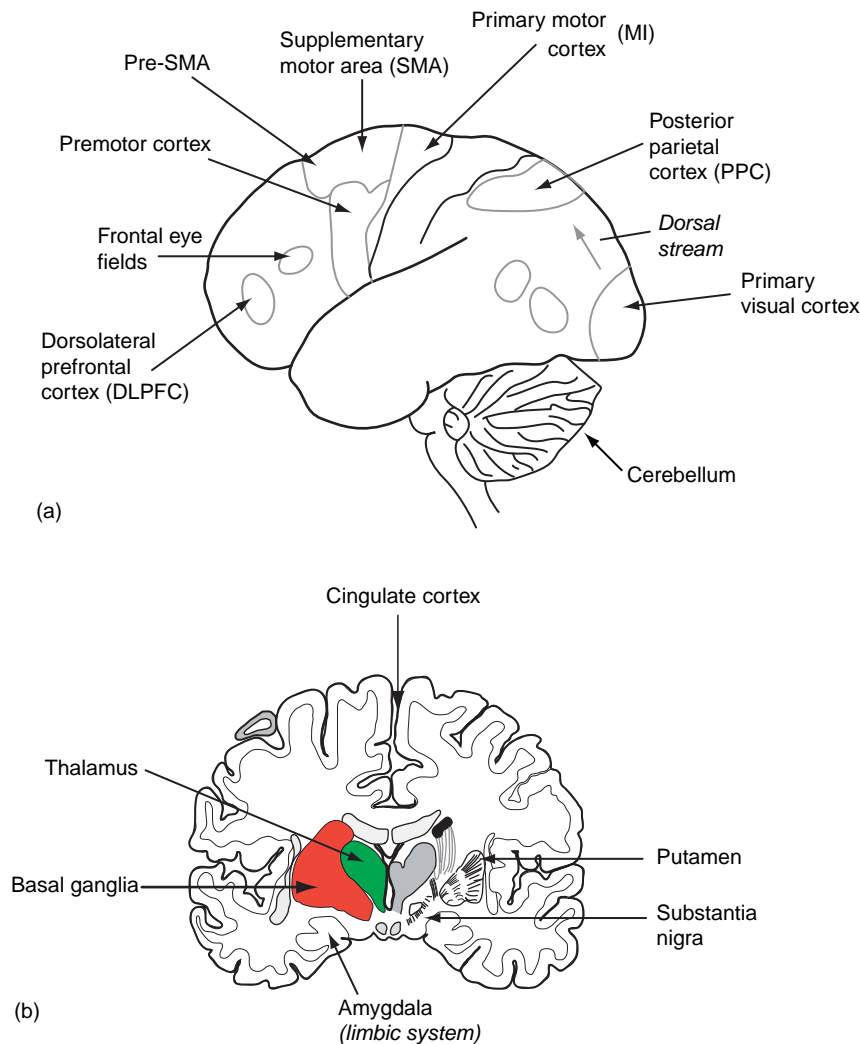 Primary motor
cortex
(MI)
Supplementary
motor area (SMA)
Pre-SMA
Premotor cortex
Posterior
parietal
cortex (PPC)
Frontal eye
fields
Dorsal
stream
Primary
visual cortex
Dorsolateral
prefrontal
cortex (DLPFC)
Cerebellum
(a)
Cingulate cortex
Thalamus
Putamen
Basal ganglia
Substantia
nigra
Amygdala
(limbic system)
(b)